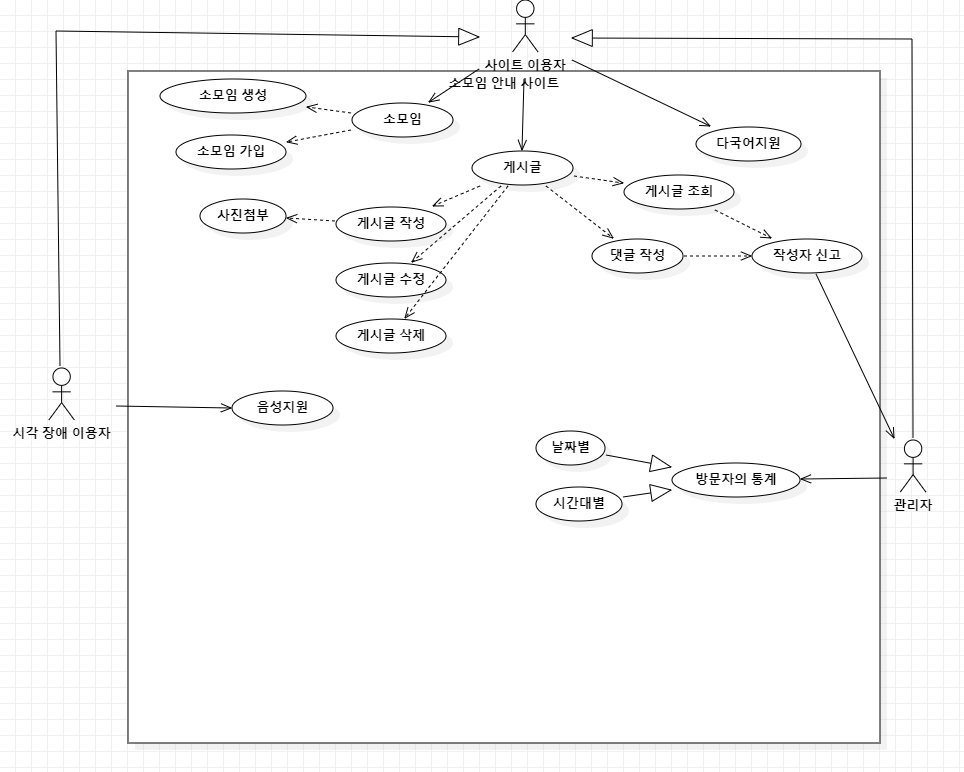 사이트 이용자
소모임 안내 사이트
소모임 생성
소모임
소모임 가입
다국어지원
게시글
게시글 조회
사진첨부
게시글 작성
댓글 작성
작성자 신고
게시글 수정
게시글 삭제
시각 장애 이용자
음성지원
날짜별
방문자의 통계
시간대별
관리자